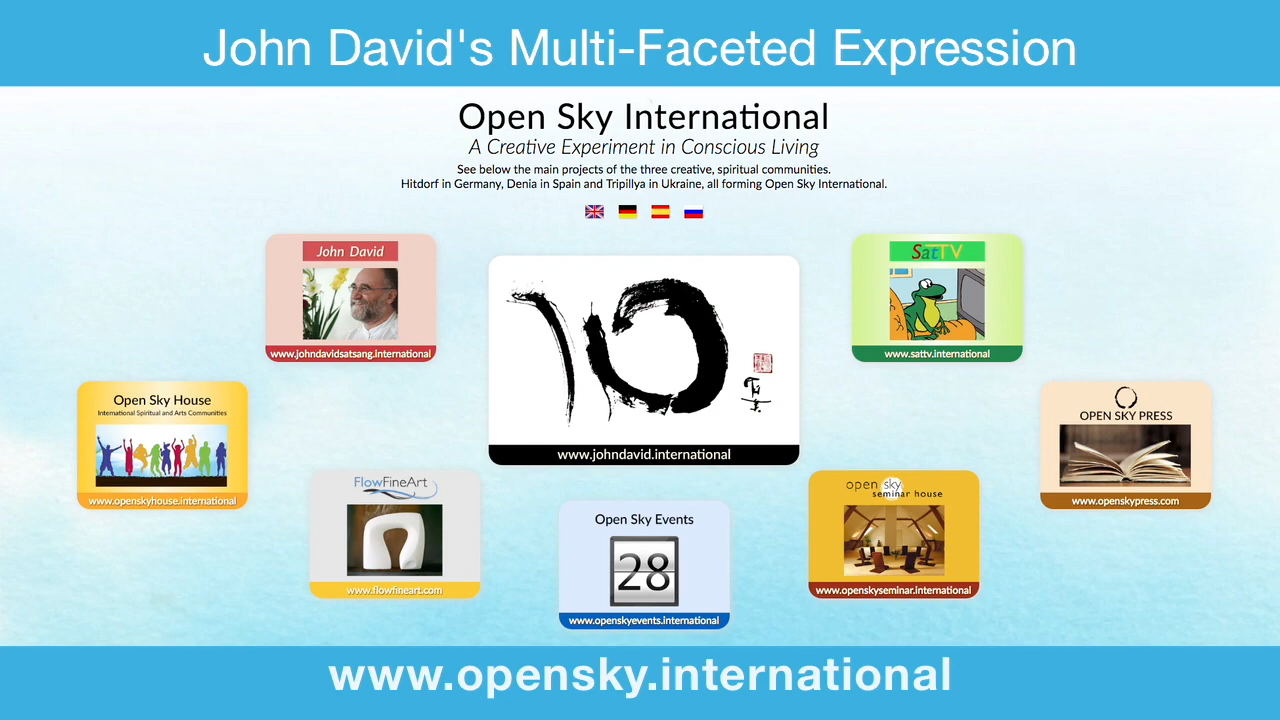 John David's Multi-Faceted Expression
Open Sky International
A Creative Experiment in Conscious Living
See below the main projects of the three creative, spiritual communities.
Hitdorf in Germany, Denia in Spain and Tripillya in Ukraine, all forming Open Sky International.
John David
www.johndavidsatsang.international
www.johndavid.international
SatTV
www.sattv.international
Open Sky House
International Spiritual and Arts Communities
www.openskyhouse.international
OPEN SKY PRESS
www.openskypress.com
FlowFineArt
www.flowfineart.com
Open Sky Events
28
www.openskyevents.international
open sky
seminar house
www.openskyseminar.international
www.opensky.international